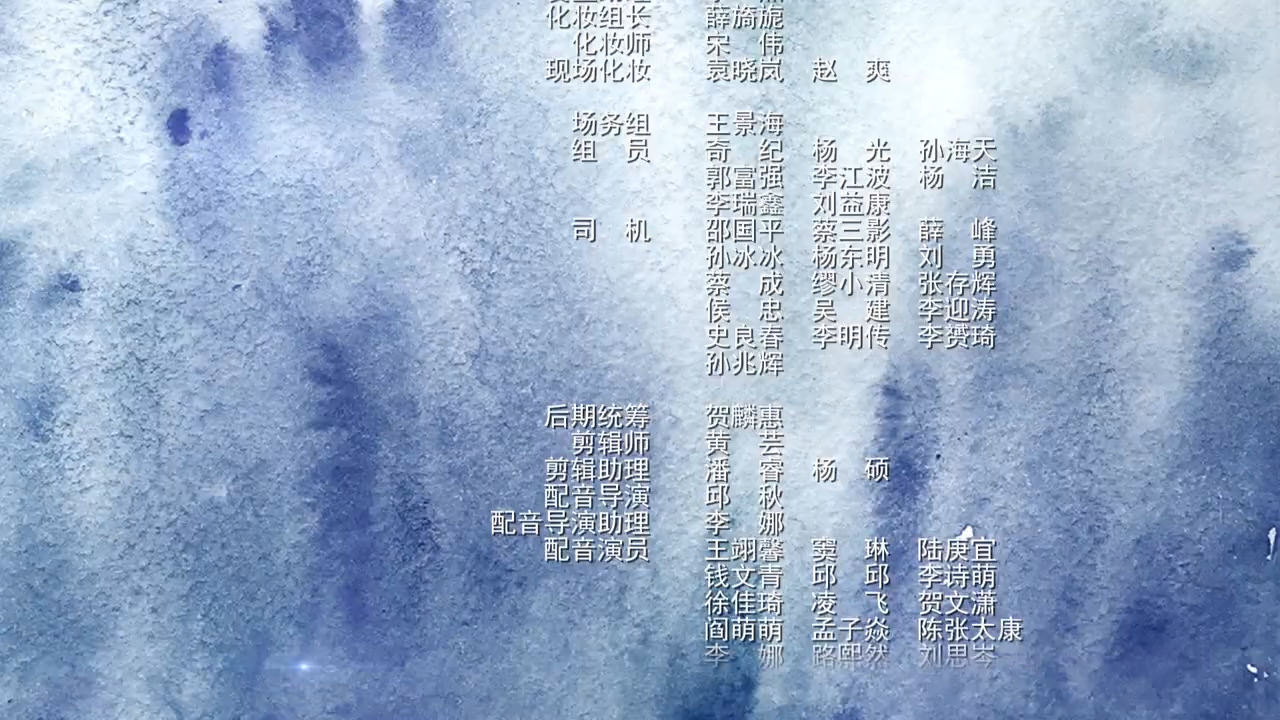 化妆组长 薛旖旎
化妆师 宋 伟
现场化妆 袁晓岚 赵 爽
场务组 王景海
组 员 奇 纪 杨 光 孙海天
郭富强 李江波 杨 洁
李瑞鑫 刘益康
司 机 邵国平 蔡三影 薛 峰
孙冰冰 杨东明 刘 勇
蔡 成 缪小清 张存辉
侯 忠 吴 建 李迎涛
史良春 李明传 李赟琦
孙兆辉
后期统筹 贺麟惠
剪辑师 黄 芸
剪辑助理 潘 睿 杨 硕
配音导演 邱 秋
配音导演助理 李 娜
配音演员 王翊馨 窦 琳 陆庚宜
钱文青 邱 邱 李诗萌
徐佳琦 凌 飞 贺文潇
阎萌萌 孟子焱 陈张太康
李 娜 路熙然 刘思岑